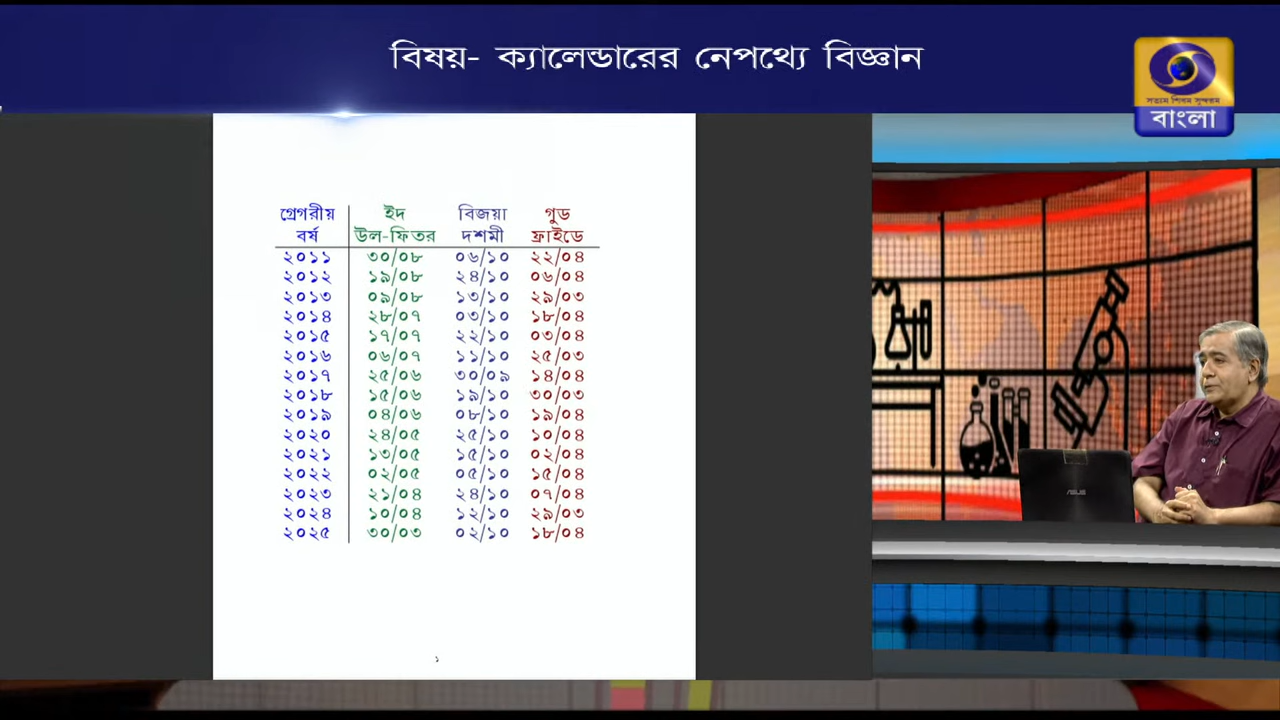 বিষয়- ক্যালেন্ডারের নেপথ্যে বিজ্ঞান
সত্যম শিবম সুন্দরম
বাংলা
গ্রেগরীয় ইদ বিজয়া গুড
বর্ষ উল-ফিতর দশমী ফ্রাইডে
২০১১ ৩০/০৮ ০৬/১০ ২২/০৪
২০১২ ১৯/০৮ ২৪/১০ ০৬/০৪
২০১৩ ০৯/০৮ ১৩/১০ ২৯/০৩
২০১৪ ২৮/০৭ ০৩/১০ ১৮/০৪
২০১৫ ১৭/০৭ ২২/১০ ০৩/০৪
২০১৬ ০৬/০৭ ১১/১০ ২৫/০৩
২০১৭ ২৫/০৬ ৩০/০৯ ১৪/০৪
২০১৮ ১৫/০৬ ১৯/১০ ৩০/০৩
২০১৯ ০৪/০৬ ০৮/১০ ১৯/০৪
২০২০ ২৪/০৫ ২৫/১০ ১০/০৪
২০২১ ১৩/০৫ ১৫/১০ ০২/০৪
২০২২ ০২/০৫ ০৫/১০ ১৫/০৪
২০২৩ ২১/০৪ ২৪/১০ ০৭/০৪
২০২৪ ১০/০৪ ১২/১০ ২৯/০৩
২০২৫ ৩০/০৩ ০২/১০ ১৮/০৪
১
ASUS